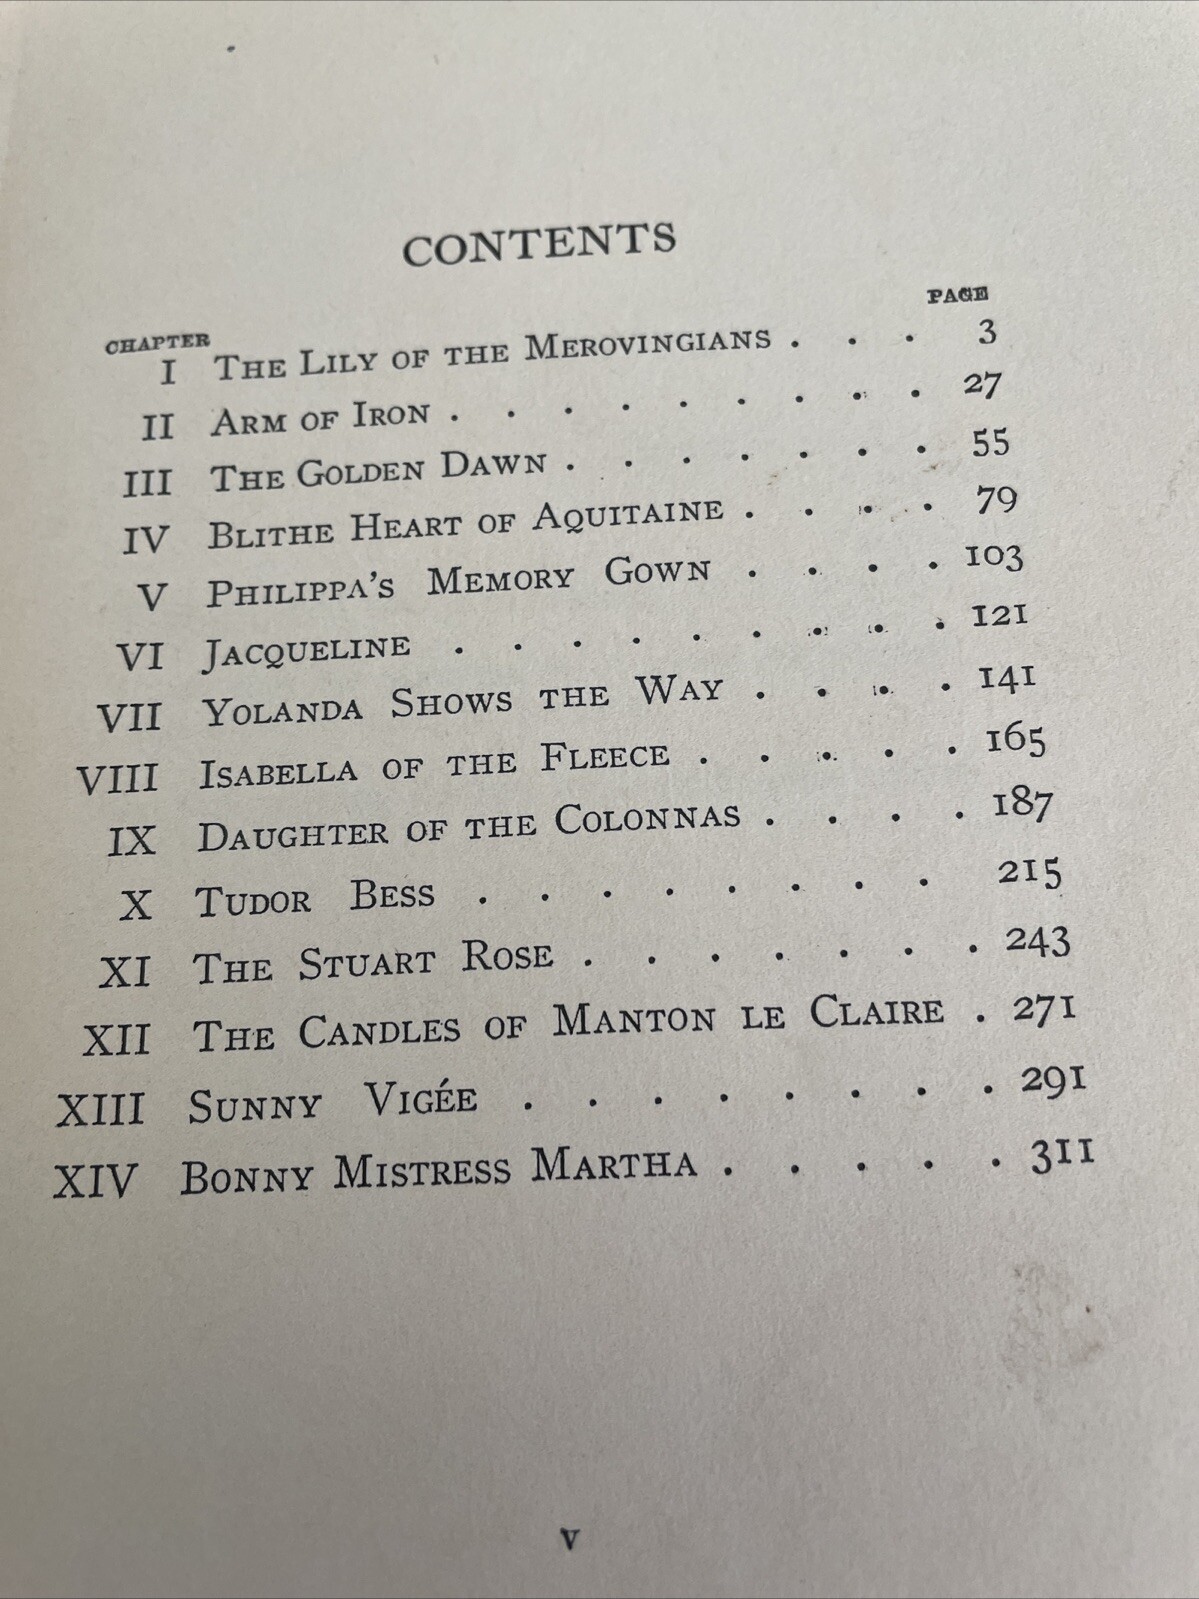 CONTENTS
CHAPTER PAGE
I THE LILY OF THE MEROVINGIANS . . . 3
II ARM OF IRON . . . . . . . . . 27
III THE GOLDEN DAWN . . . . . . . 55
IV BLITHE HEART OF AQUITAINE . . . . 79
V PHILIPPA'S MEMORY GOWN . . . . 103
VI JACQUELINE . . . . . . . . . 121
VII YOLANDA SHOWS THE WAY . . . . 141
VIII ISABELLA OF THE FLEECE . . . . . 165
IX DAUGHTER OF THE COLONNAS . . . . 187
X TUDOR BESS . . . . . . . . 215
XI THE STUART ROSE . . . . . . . 243
XII THE CANDLES OF MANTON LE CLAIRE . 271
XIII SUNNY VIGÉE . . . . . . . . 291
XIV BONNY MISTRESS MARTHA . . . . . 311
V